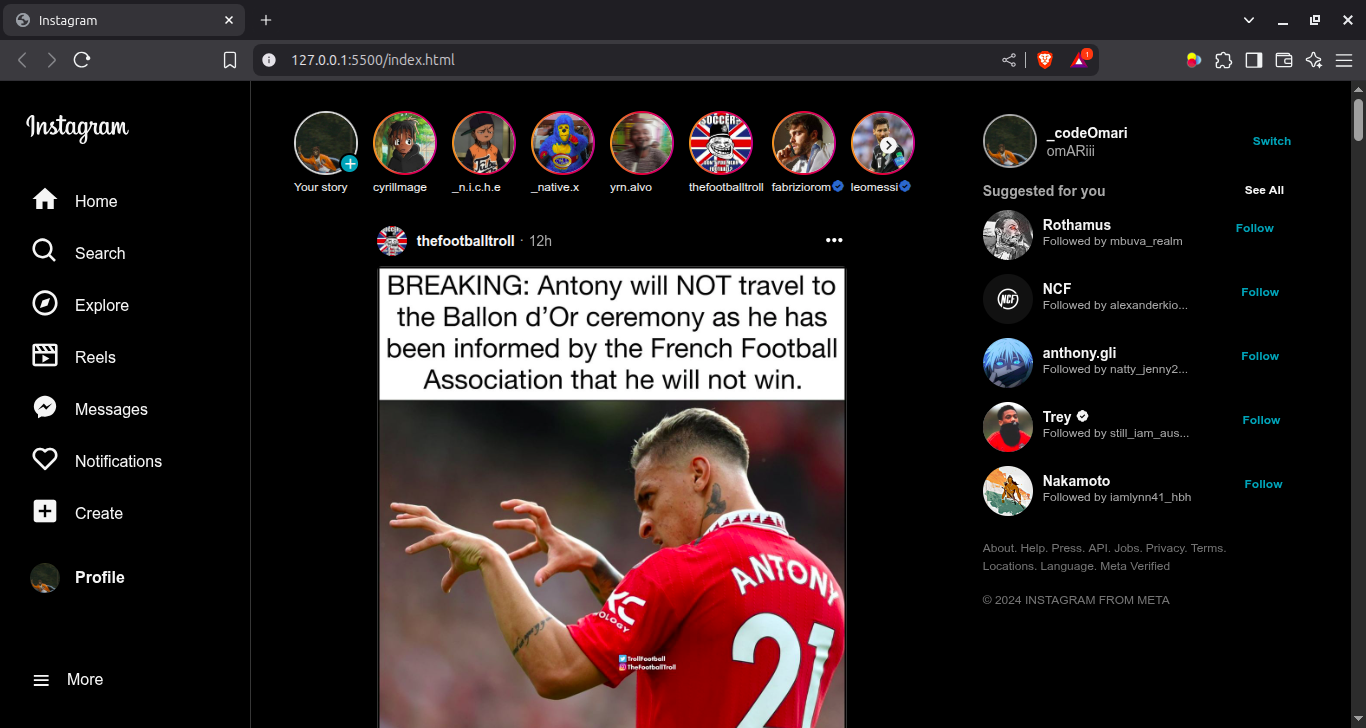 Instagram
127.0.0.1:5500/index.html
1
Instagram
Home
Search
Explore
Reels
Messages
Notifications
Create
Profile
More
Your story
cyrillmage
_n.i.c.h.e
_native.x
yrn.alvo
thefootballtroll
fabriziorom
leomessi
SOCCER
thefootballtroll · 12h
BREAKING: Antony will NOT travel to
the Ballon d’Or ceremony as he has
been informed by the French Football
Association that he will not win.
ANTONY
21
OLOGY
TrollFootball
TheFootballTroll
_codeOmari
omARiii
Switch
Suggested for you
See All
Rothamus
Followed by mbuva_realm
Follow
NCF
NCF
Followed by alexanderkio...
Follow
anthony.gli
Followed by natty_jenny2...
Follow
Trey
Followed by still_iam_aus...
Follow
Nakamoto
Followed by iamlynn41_hbh
Follow
About. Help. Press. API. Jobs. Privacy. Terms.
Locations. Language. Meta Verified
© 2024 INSTAGRAM FROM META